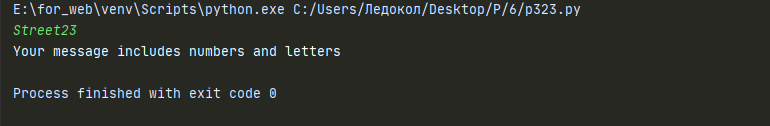 E:\for_web\venv\Scripts\python.exe C:/Users/Ледокол/Desktop/P/6/p323.py
Street23
Your message includes numbers and letters
Process finished with exit code 0